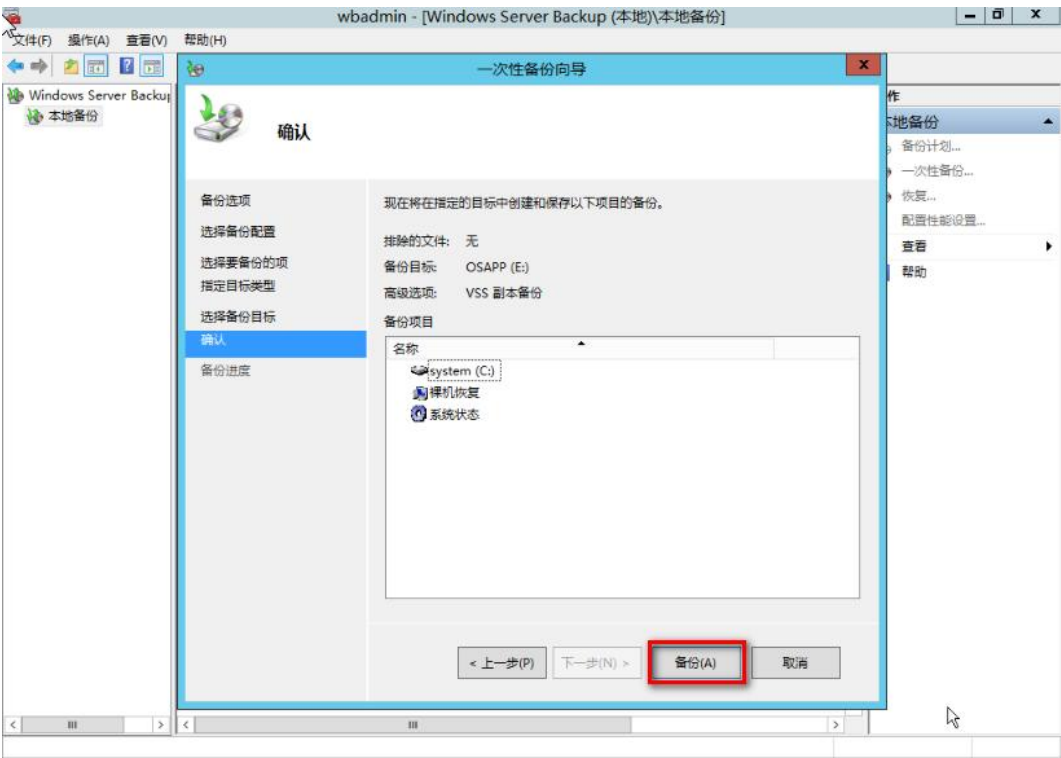 wbadmin - [Windows Server Backup (本地)\本地备份]
文件(F) 操作(A) 查看(V) 帮助(H)
一次性备份向导
Windows Server Backup
本地备份
确认
备份选项
选择备份配置
选择要备份的项
指定目标类型
选择备份目标
确认
备份进度
现在将在指定的目标中创建和保存以下项目的备份。
排除的文件: 无
备份目标: OSAPP (E:)
高级选项: VSS 副本备份
备份项目
名称
system (C:)
裸机恢复
系统状态
< 上一步(P) 下一步(N) > 备份(A) 取消
作
本地备份
备份计划...
一次性备份...
恢复...
配置性能设置...
查看
帮助